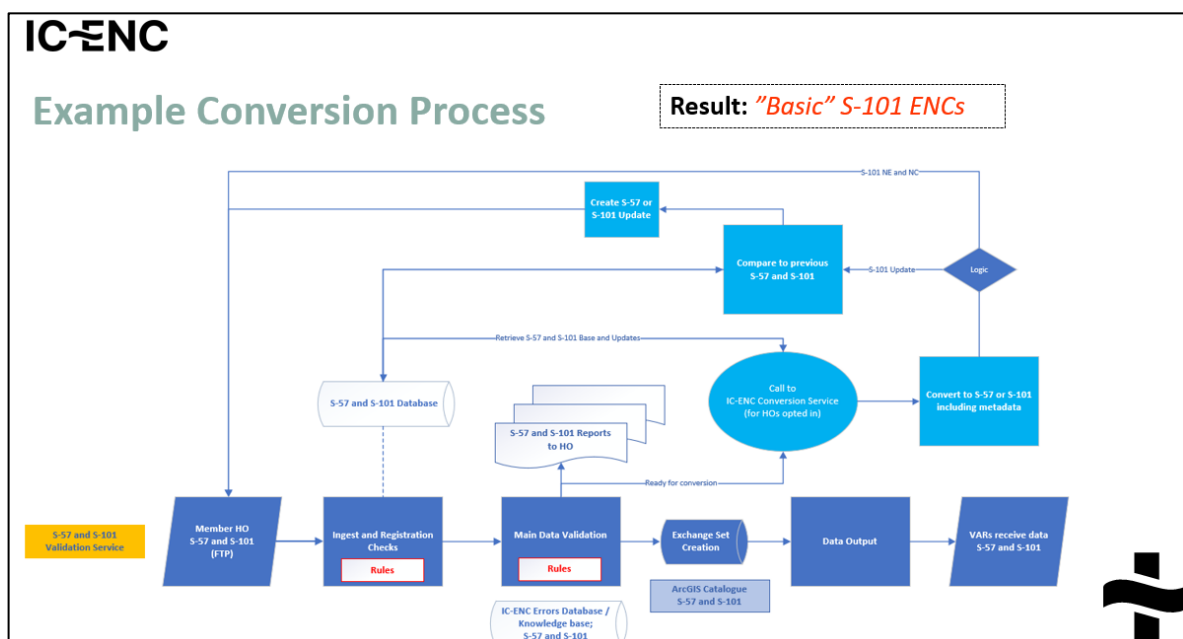 IC-ENC
Example Conversion Process
Result: ”Basic” S-101 ENCs
S-101 NE and NC
Create S-57 or
S-101 Update
Compare to previous
S-57 and S-101
S-101 Update
Logic
Retrieve S-57 and S-101 Base and Updates
S-57 and S-101 Database
S-57 and S-101 Reports
to HO
Call to
IC-ENC Conversion Service
(for HOs opted in)
Convert to S-57 or S-101
including metadata
Ready for conversion
S-57 and S-101
Validation Service
Member HO
S-57 and S-101
(FTP)
Ingest and Registration
Checks
Rules
Main Data Validation
Rules
Exchange Set
Creation
Data Output
VARs receive data
S-57 and S-101
ArcGIS Catalogue
S-57 and S-101
IC-ENC Errors Database /
Knowledge base;
S-57 and S-101